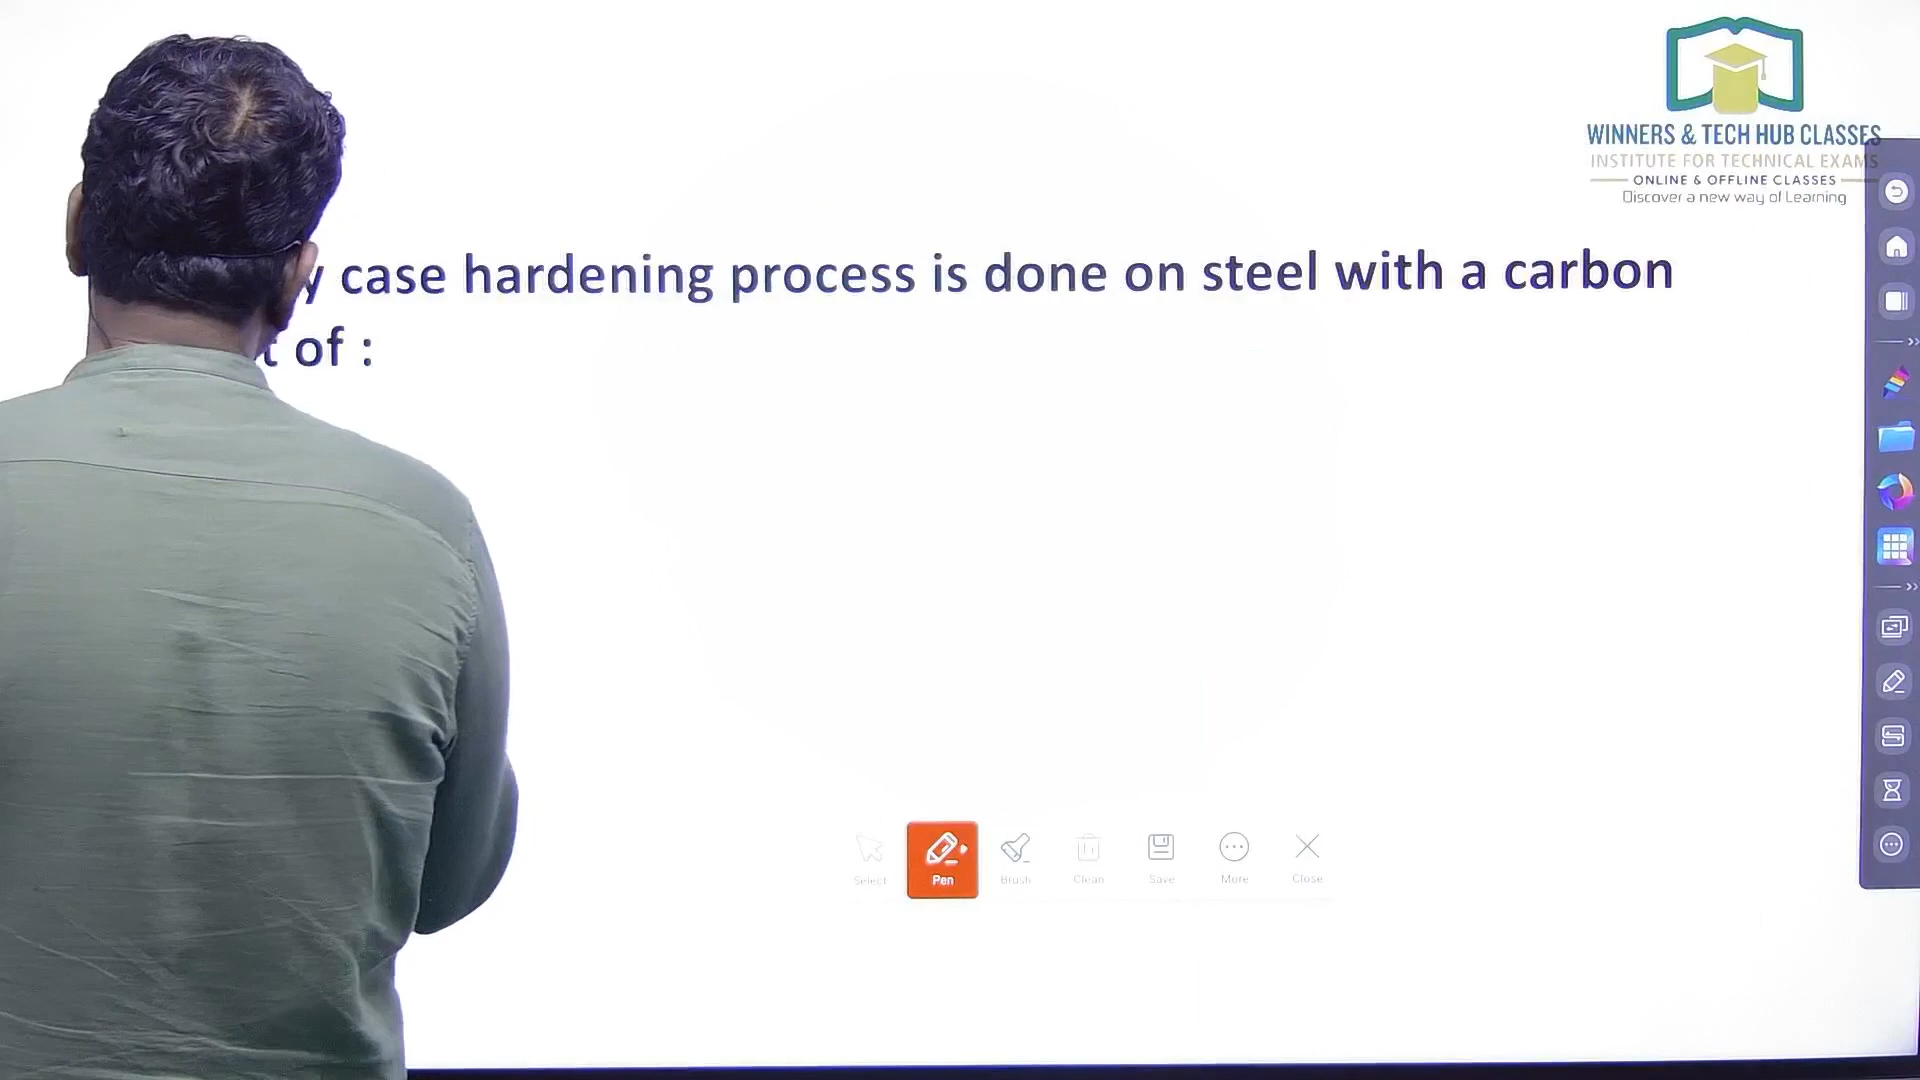 WINNERS & TECH HUB CLASSES
INSTITUTE FOR TECHNICAL EXAMS
ONLINE & OFFLINE CLASSES
Discover a new way of Learning
case hardening process is done on steel with a carbon
of :
Select
Pen
Brush
Clean
Save
More
Close